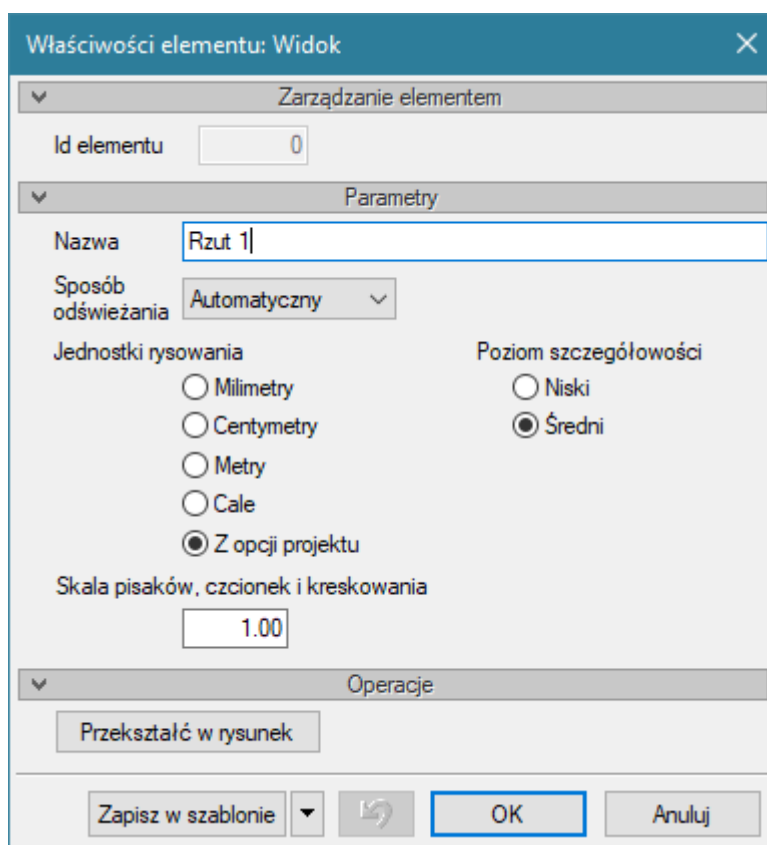 Właściwości elementu: Widok
Zarządzanie elementem
Id elementu 0
Parametry
Nazwa Rzut 1
Sposób
odświeżania Automatyczny
Jednostki rysowania Poziom szczegółowości
Milimetry Niski
Centymetry Średni
Metry
Cale
Z opcji projektu
Skala pisaków, czcionek i kreskowania
1.00
Operacje
Przekształć w rysunek
Zapisz w szablonie OK Anuluj